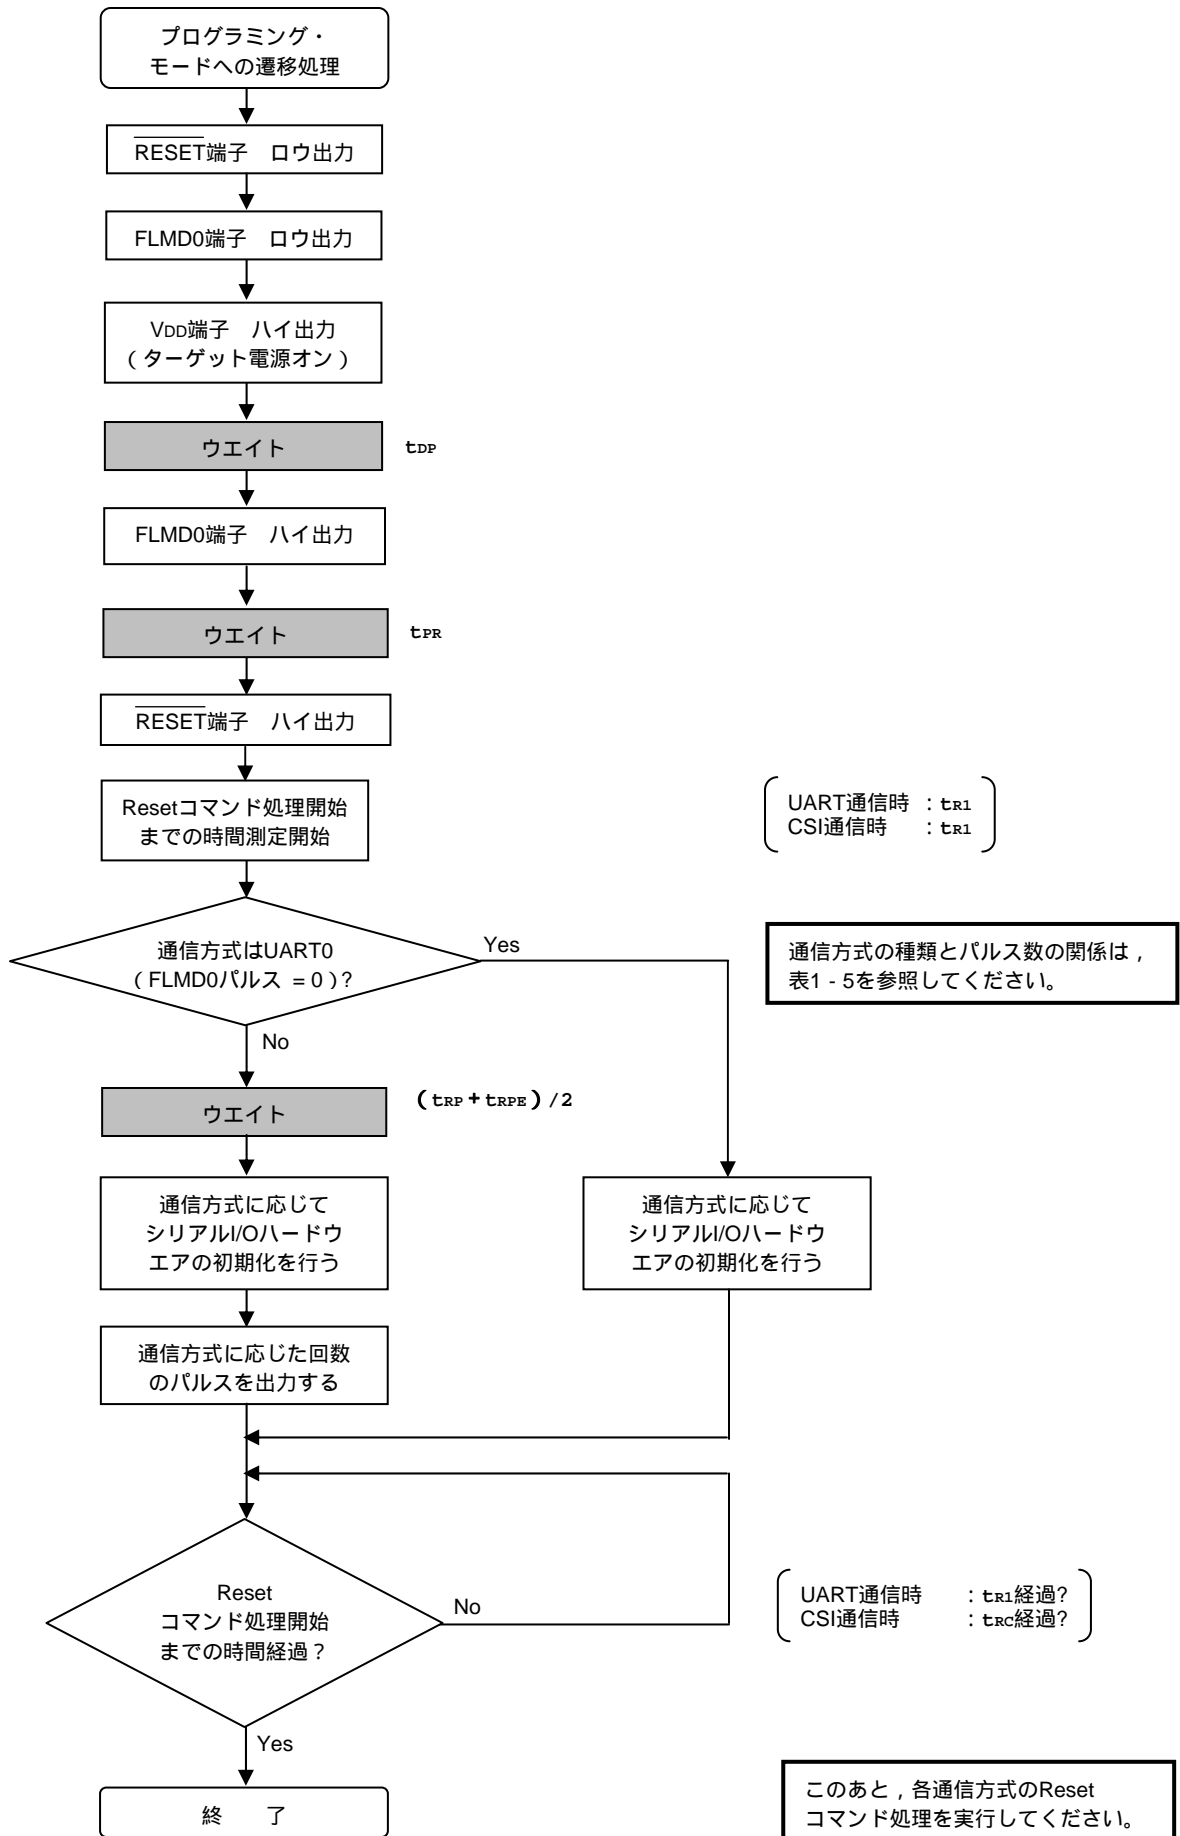 プログラミング・
モードへの遷移処理
RESET端子　ロウ出力
FLMD0端子　ロウ出力
VDD端子　ハイ出力
（ターゲット電源オン）
ウエイト
tDP
FLMD0端子　ハイ出力
ウエイト
tPR
RESET端子　ハイ出力
Resetコマンド処理開始
までの時間測定開始
UART通信時　：tR1
CSI通信時　：tR1
通信方式はUART0
（FLMD0パルス = 0）?
Yes
通信方式の種類とパルス数の関係は，
表1 - 5を参照してください。
No
ウエイト
（tRP + tRPE）/2
通信方式に応じて
シリアルI/Oハードウ
エアの初期化を行う
通信方式に応じて
シリアルI/Oハードウ
エアの初期化を行う
通信方式に応じた回数
のパルスを出力する
Reset
コマンド処理開始
までの時間経過？
No
UART通信時　：tR1経過?
CSI通信時　：tRC経過?
Yes
終　　了
このあと，各通信方式のReset
コマンド処理を実行してください。